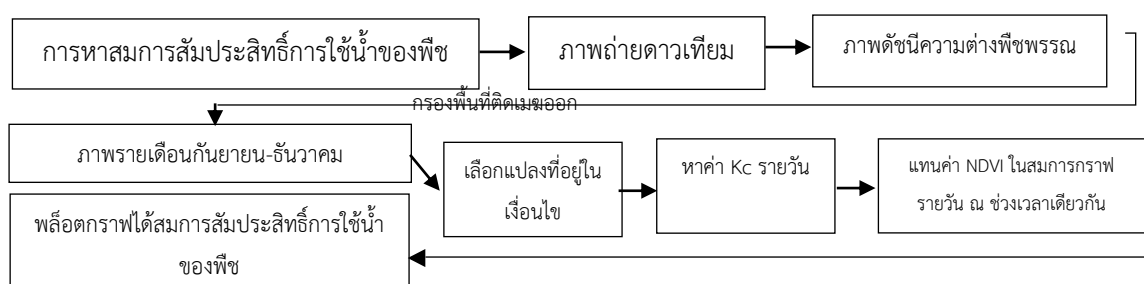 การหาสมการสัมประสิทธิ์การใช้น้ำของพืช
ภาพถ่ายดาวเทียม
ภาพดัชนีความต่างพืชพรรณ
กรองพื้นที่ติดเมฆออก
ภาพรายเดือนกันยายน-ธันวาคม
เลือกแปลงที่อยู่ใน
เงื่อนไข
หาค่า Kc รายวัน
แทนค่า NDVI ในสมการกราฟ
รายวัน ณ ช่วงเวลาเดียวกัน
พล็อตกราฟได้สมการสัมประสิทธิ์การใช้น้ำ
ของพืช